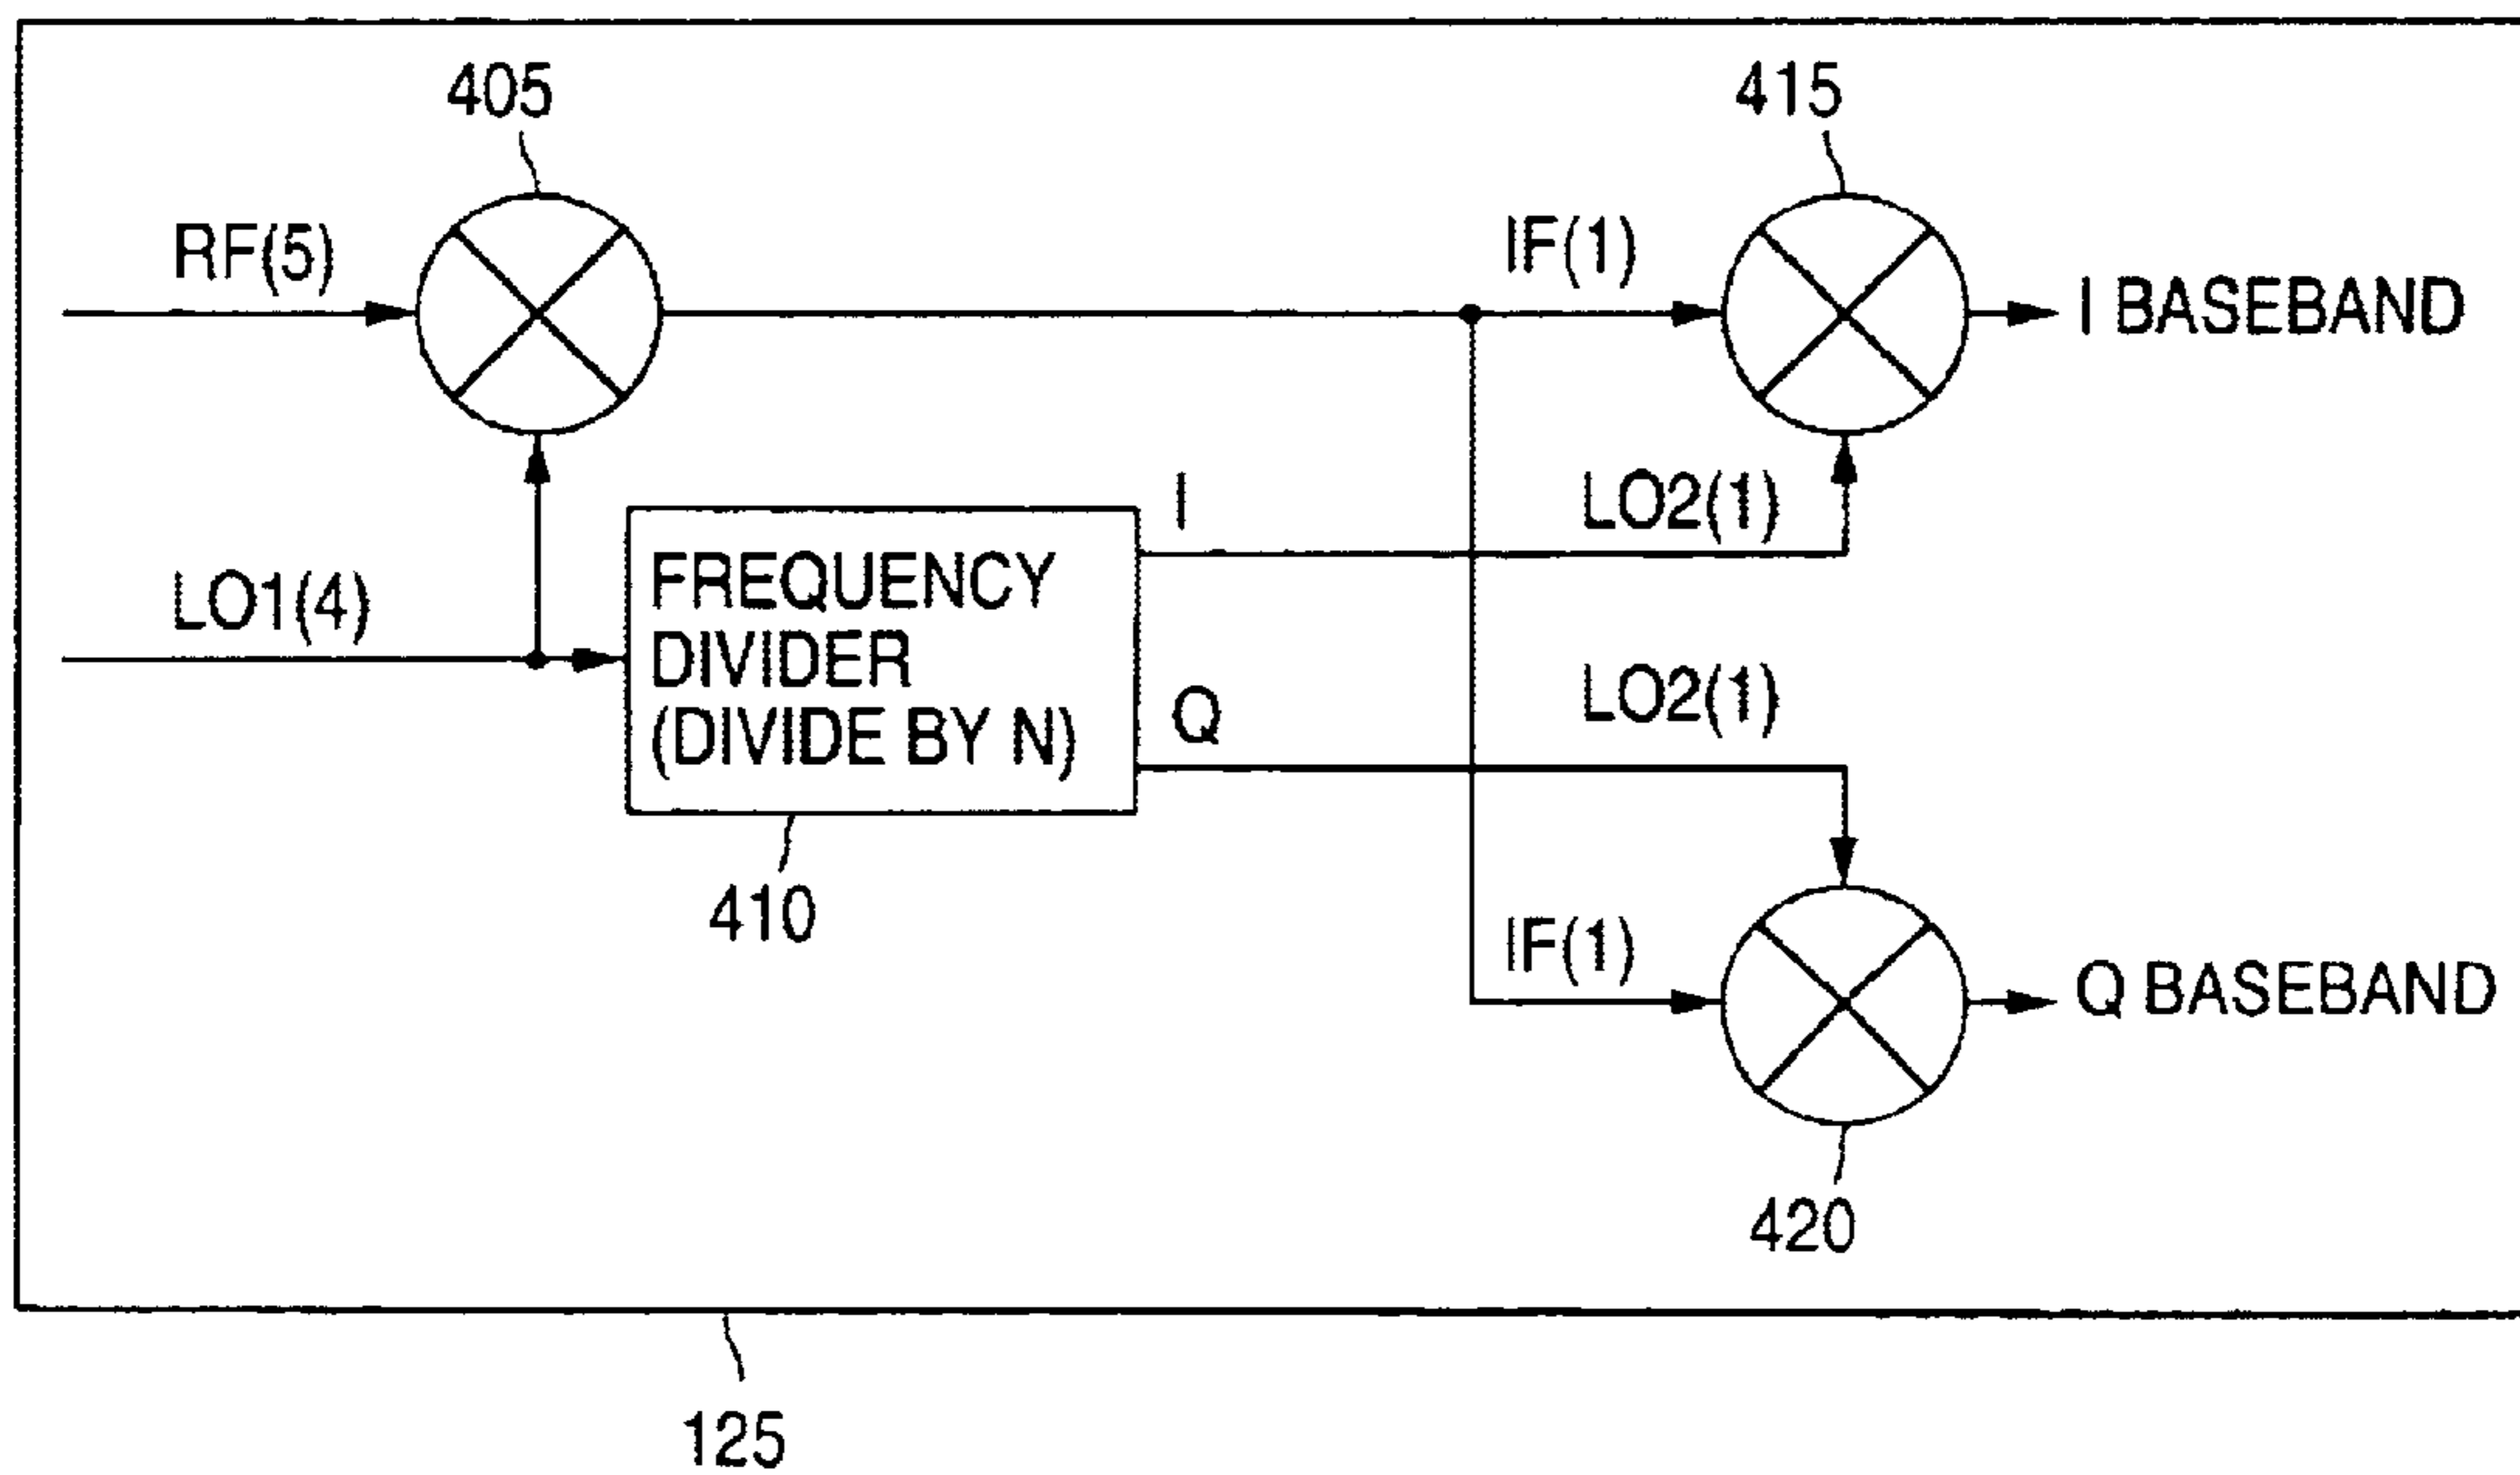 405
415
RF(5)
IF(1)
I BASEBAND
I
LO2(1)
LO1(4)
FREQUENCY
DIVIDER
(DIVIDE BY N)
Q
LO2(1)
410
IF(1)
Q BASEBAND
420
125